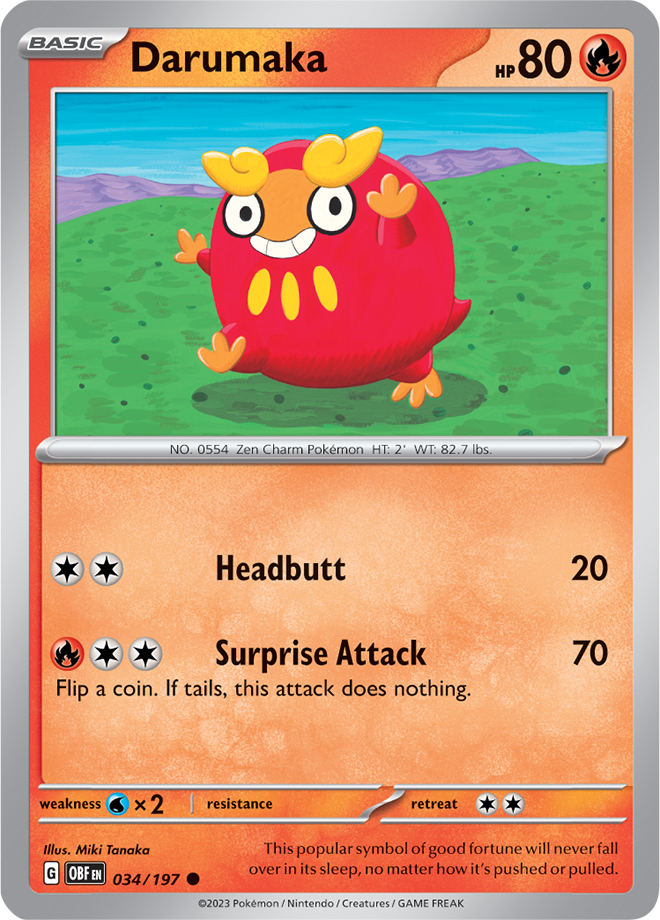 BASIC Darumaka HP 80
NO. 0554 Zen Charm Pokémon HT: 2' WT: 82.7 lbs.
Headbutt 20
Surprise Attack 70
Flip a coin. If tails, this attack does nothing.
weakness × 2 resistance retreat
Illus. Miki Tanaka
This popular symbol of good fortune will never fall
over in its sleep, no matter how it's pushed or pulled.
G OBF EN 034/197
©2023 Pokémon / Nintendo / Creatures / GAME FREAK